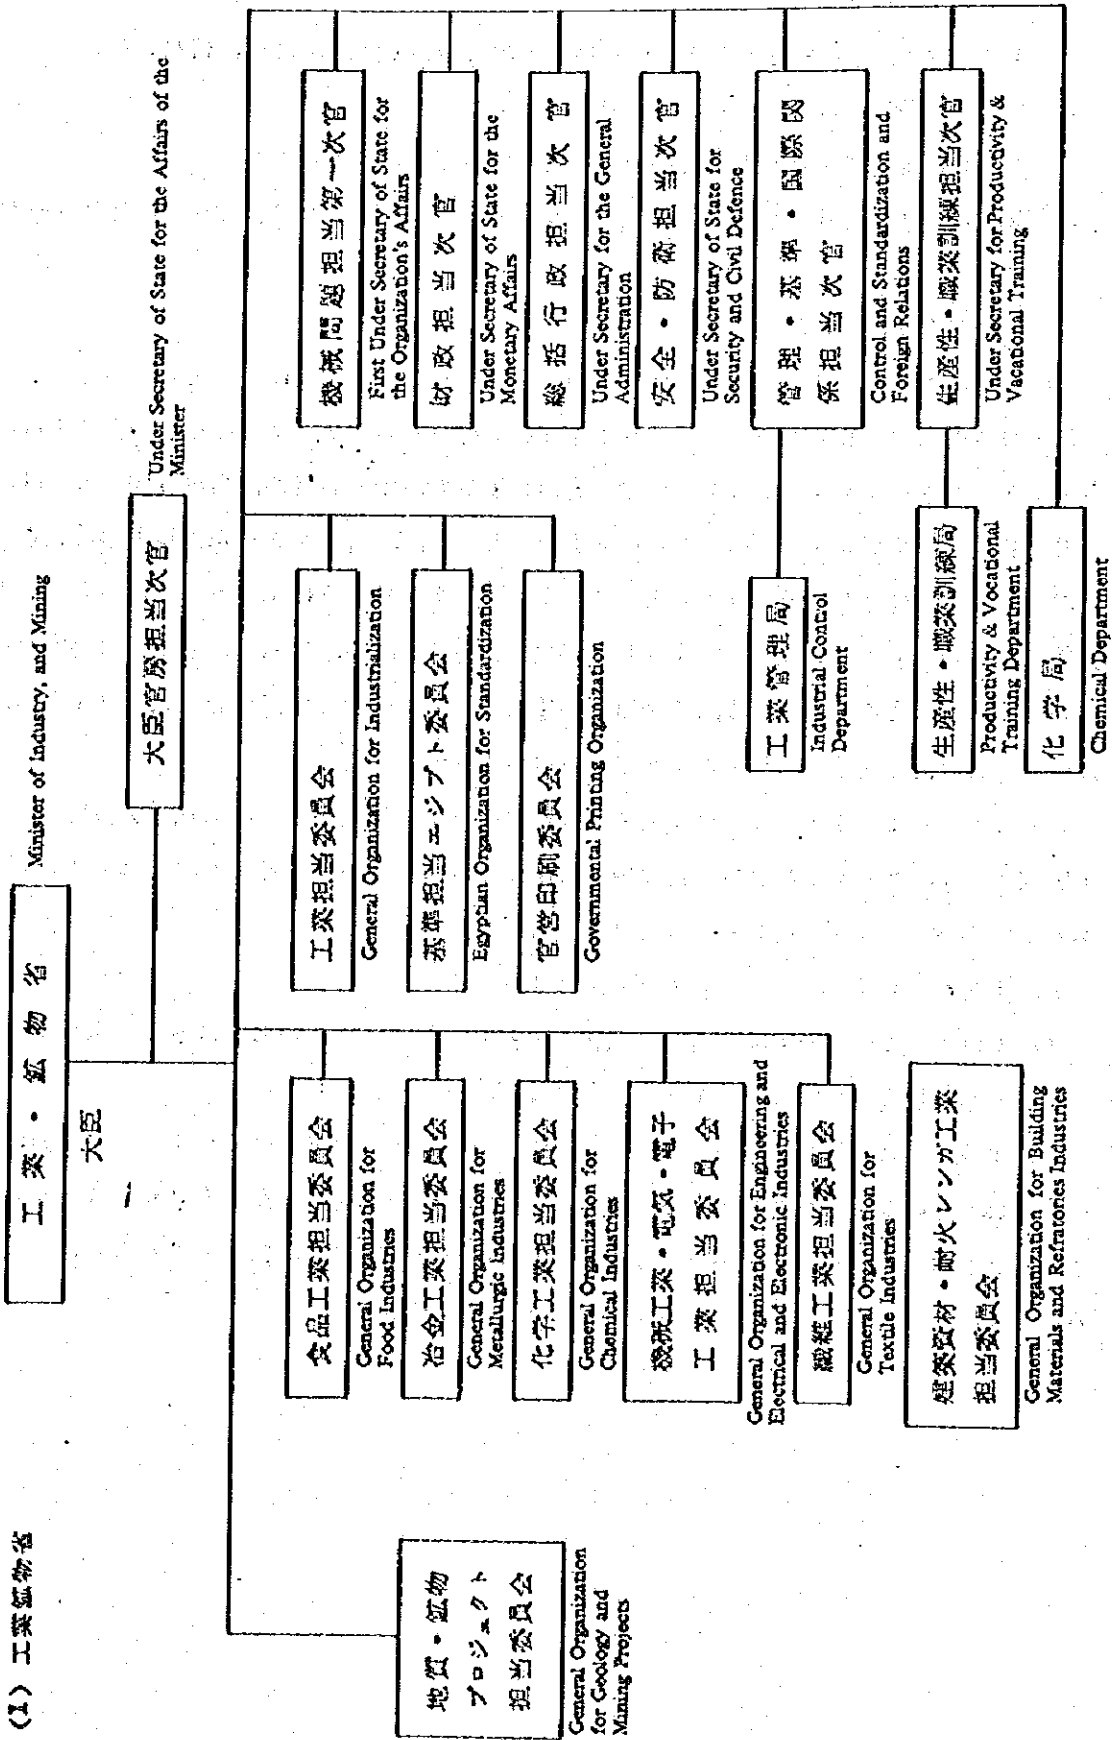 (1) 工業鉱物省
工業・鉱物省
Minister of Industry, and Mining
大臣
大臣官房担当次官
Under Secretary of State for the Affairs of the
Minister
地質・鉱物
プロジェクト
担当委員会
General Organization
for Geology and
Mining Projects
食品工業担当委員会
General Organization for
Food Industries
冶金工業担当委員会
General Organization for
Metallurgic Industries
化学工業担当委員会
General Organization for
Chemical Industries
機械工業・電気・電子
工業担当委員会
General Organization for Engineering and
Electrical and Electronic Industries
繊維工業担当委員会
General Organization for
Textile Industries
建築資材・耐火レンガ工業
担当委員会
General Organization for Building
Materials and Refratories Industries
工業担当委員会
General Organization for Industrialization
基準担当エジプト委員会
Egyptian Organization for Standardization
官営印刷委員会
Governmental Printing Organization
機械問題担当第一次官
First Under Secretary of State for
the Organization's Affairs
財政担当次官
Under Secretary of State for the
Monetary Affairs
総括行政担当次官
Under Secretary for the General
Administration
安全・防衛担当次官
Under Secretary of State for
Security and Civil Defence
管理・基準・国際関
係担当次官
Control and Standardization and
Foreign Relations
生産性・職業訓練担当次官
Under Secretary for Productivity &
Vacational Training
工業管理局
Industrial Control
Department
生産性・職業訓練局
Productivity & Vocational
Training Department
化学局
Chemical Department